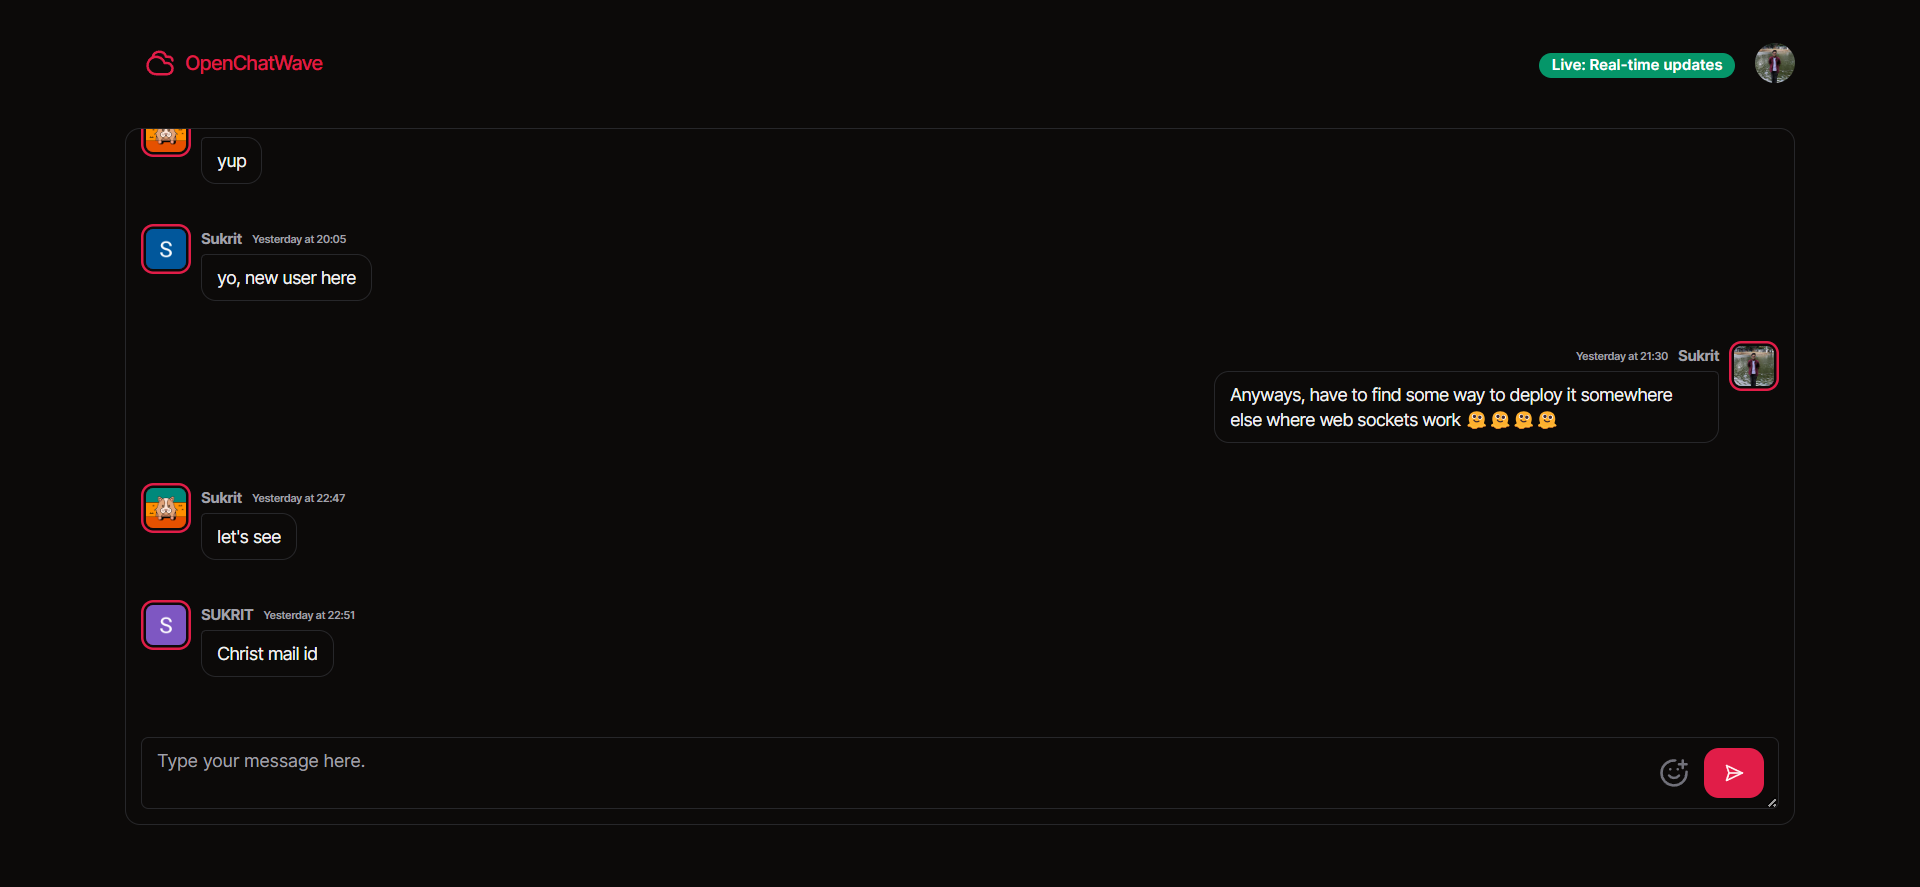 OpenChatWave
Live: Real-time updates
yup
S
Sukrit Yesterday at 20:05
yo, new user here
Yesterday at 21:30 Sukrit
Anyways, have to find some way to deploy it somewhere
else where web sockets work 🫠 🫠 🫠 🫠
Sukrit Yesterday at 22:47
let's see
S
SUKRIT Yesterday at 22:51
Christ mail id
Type your message here.